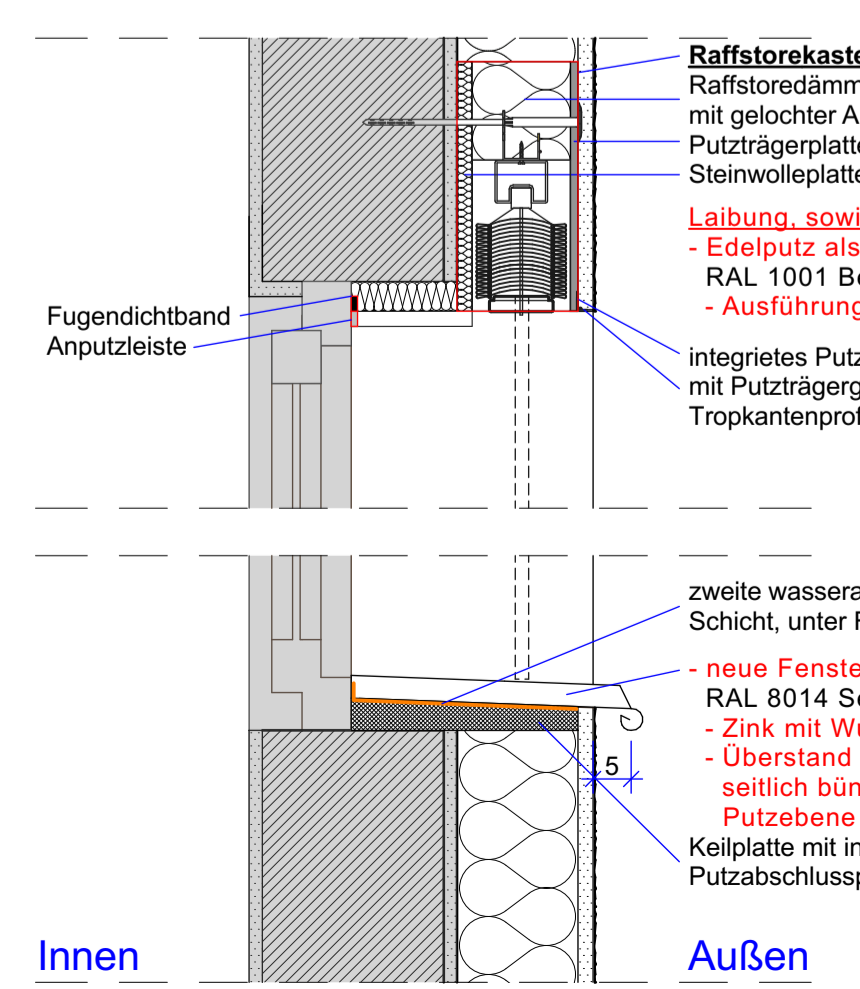 Raffstorekaste
Raffstoredämm
mit gelochter A
Putzträgerplatte
Steinwolleplatte
Laibung, sowi
- Edelputz als
RAL 1001 Be
- Ausführung
Fugendichtband
Anputzleiste
integrietes Putz
mit Putzträgerg
Tropkantenprof
zweite wassera
Schicht, unter F
- neue Fenste
RAL 8014 Se
- Zink mit Wu
- Überstand
5
seitlich bün
Putzebene
Keilplatte mit in
Putzabschlussp
Innen
Außen